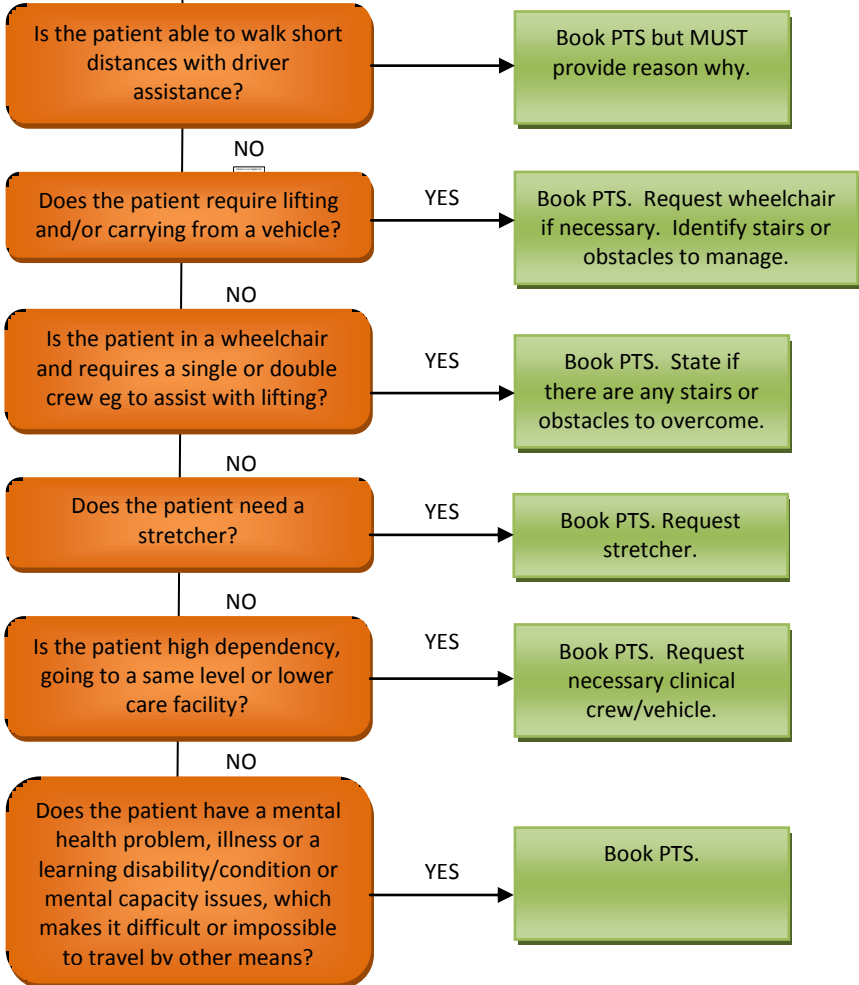 Is the patient able to walk short
distances with driver
assistance?
Book PTS but MUST
provide reason why.
NO
Does the patient require lifting
and/or carrying from a vehicle?
YES
Book PTS.  Request wheelchair
if necessary.  Identify stairs or
obstacles to manage.
NO
Is the patient in a wheelchair
and requires a single or double
crew eg to assist with lifting?
YES
Book PTS.  State if
there are any stairs or
obstacles to overcome.
NO
Does the patient need a
stretcher?
YES
Book PTS. Request
stretcher.
NO
Is the patient high dependency,
going to a same level or lower
care facility?
YES
Book PTS.  Request
necessary clinical
crew/vehicle.
NO
Does the patient have a mental
health problem, illness or a
learning disability/condition or
mental capacity issues, which
makes it difficult or impossible
to travel by other means?
YES
Book PTS.